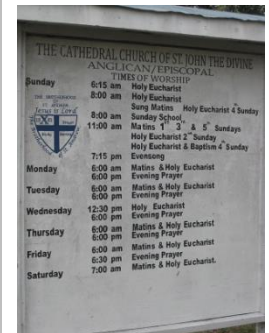 THE CATHEDRAL CHURCH OF ST. JOHN THE DIVINE
ANGLICAN/EPISCOPAL
TIMES OF WORSHIP
Sunday 6:15 am Holy Eucharist
8:00 am Holy Eucharist
Sung Matins Holy Eucharist 4th Sunday
8:00 am Sunday School
11:00 am Matins 1st 3rd & 5th Sundays
Holy Eucharist 2nd Sunday
Holy Eucharist & Baptism 4th Sunday
7:15 pm Evensong
Jesus is Lord
Monday 6:00 am Matins & Holy Eucharist
6:00 pm Evening Prayer
Tuesday 6:00 am Matins & Holy Eucharist
6:00 pm Evening Prayer
Wednesday 12:30 pm Holy Eucharist
6:00 pm Evening Prayer
Thursday 6:00 am Matins & Holy Eucharist
6:00 pm Evening Prayer
Friday 6:00 am Matins & Holy Eucharist
6:30 pm Evening Prayer
Saturday 7:00 am Matins & Holy Eucharist.